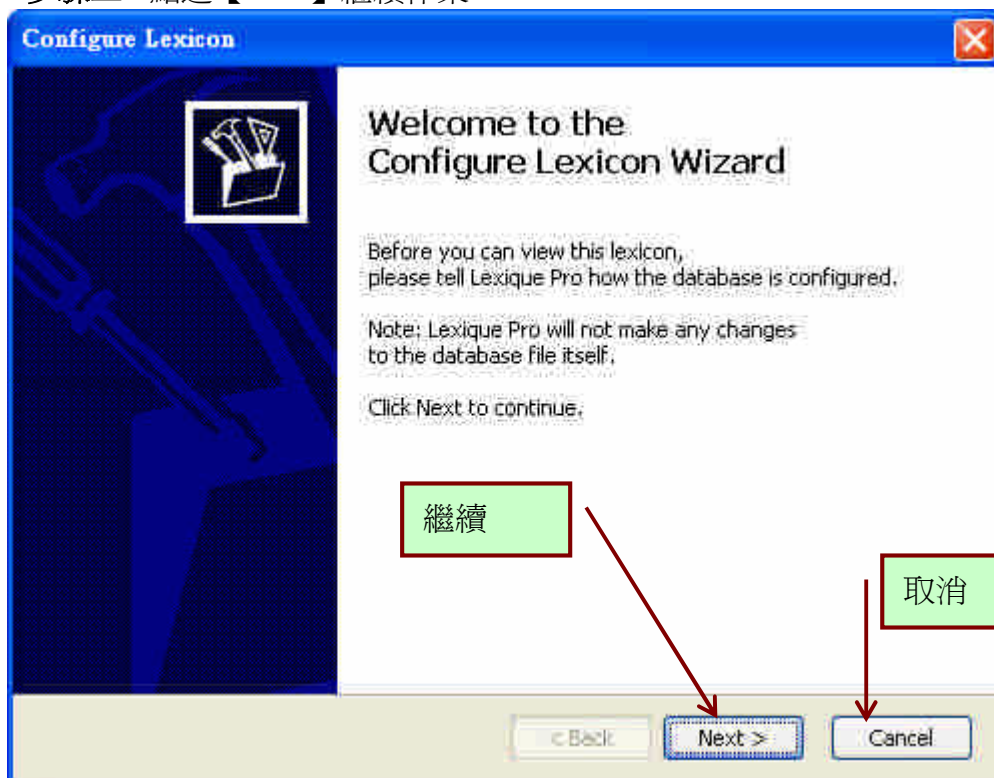 Configure Lexicon
Welcome to the
Configure Lexicon Wizard
Before you can view this lexicon,
please tell Lexique Pro how the database is configured.
Note: Lexique Pro will not make any changes
to the database file itself.
Click Next to continue.
繼續
取消
< Back
Next >
Cancel